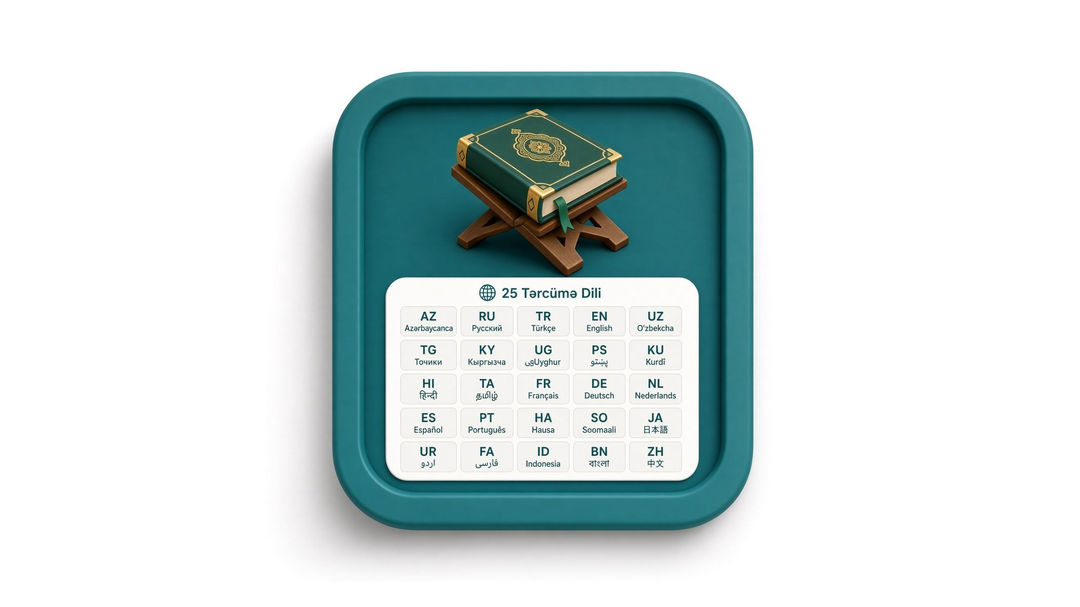 25 Tərcümə Dili
AZ RU TR EN UZ
Azərbaycanca Русский Türkçe English O'zbekcha
TG KY UG PS KU
Точики Кыргызча ىیUyghur پښتو Kurdî
HI TA FR DE NL
हिन्दी தமிழ் Français Deutsch Nederlands
ES PT HA SO JA
Español Português Hausa Soomaali 日本語
UR FA ID BN ZH
اردو فارسی Indonesia বাংলা 中文